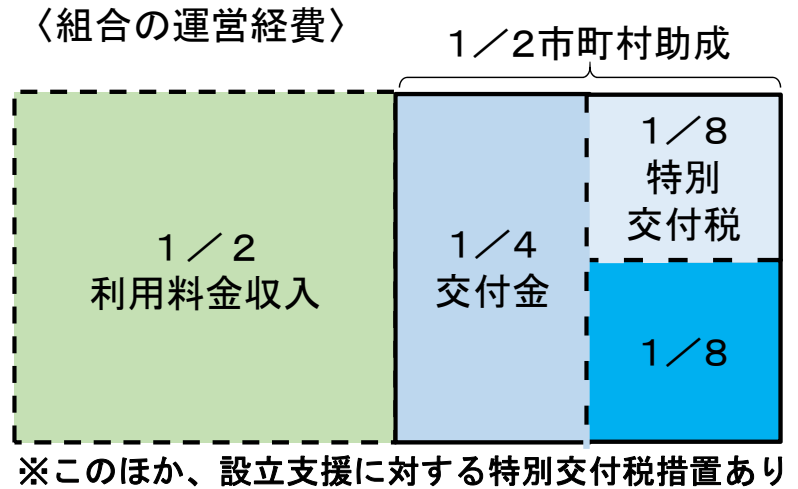 〈組合の運営経費〉
1／2市町村助成
1／2
利用料金収入
1／4
交付金
1／8
特別
交付税
1／8
※このほか、設立支援に対する特別交付税措置あり